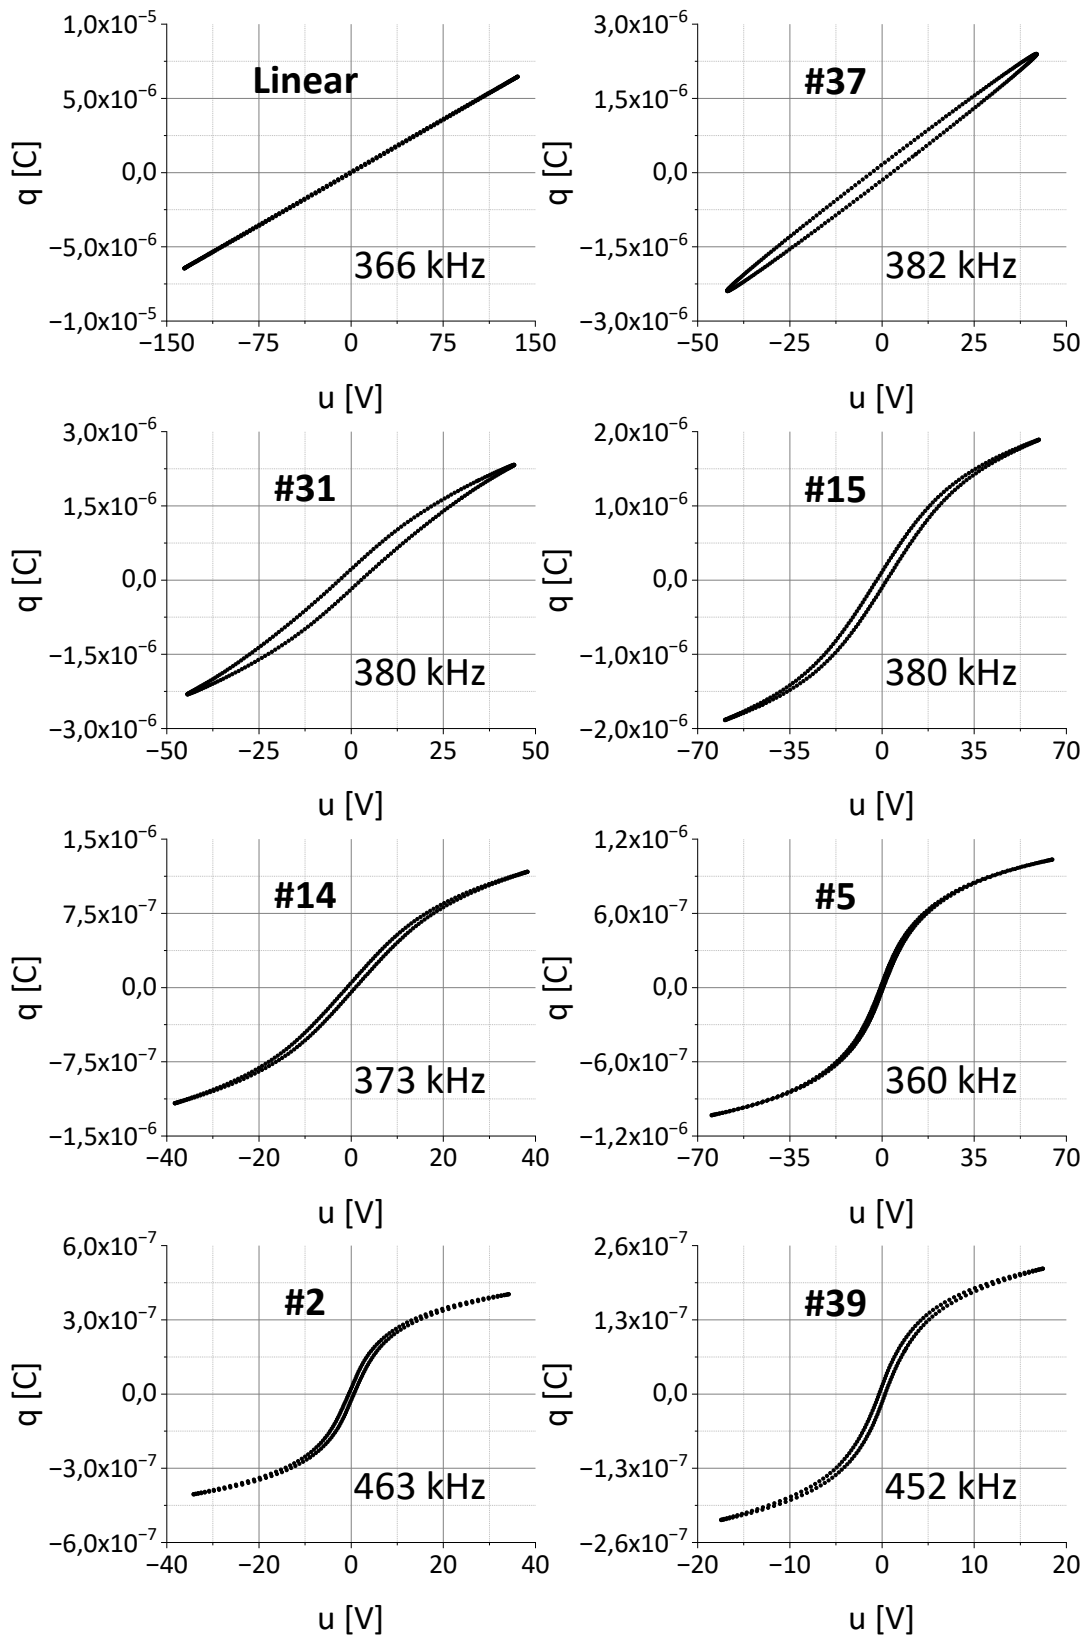 1,0x10⁻⁵
5,0x10⁻⁶
0,0
−5,0x10⁻⁶
−1,0x10⁻⁵
q [C]
Linear
366 kHz
−150 −75 0 75 150
u [V]
3,0x10⁻⁶
1,5x10⁻⁶
0,0
−1,5x10⁻⁶
−3,0x10⁻⁶
q [C]
#37
382 kHz
−50 −25 0 25 50
u [V]
3,0x10⁻⁶
1,5x10⁻⁶
0,0
−1,5x10⁻⁶
−3,0x10⁻⁶
q [C]
#31
380 kHz
−50 −25 0 25 50
u [V]
2,0x10⁻⁶
1,0x10⁻⁶
0,0
−1,0x10⁻⁶
−2,0x10⁻⁶
q [C]
#15
380 kHz
−70 −35 0 35 70
u [V]
1,5x10⁻⁶
7,5x10⁻⁷
0,0
−7,5x10⁻⁷
−1,5x10⁻⁶
q [C]
#14
373 kHz
−40 −20 0 20 40
u [V]
1,2x10⁻⁶
6,0x10⁻⁷
0,0
−6,0x10⁻⁷
−1,2x10⁻⁶
q [C]
#5
360 kHz
−70 −35 0 35 70
u [V]
6,0x10⁻⁷
3,0x10⁻⁷
0,0
−3,0x10⁻⁷
−6,0x10⁻⁷
q [C]
#2
463 kHz
−40 −20 0 20 40
u [V]
2,6x10⁻⁷
1,3x10⁻⁷
0,0
−1,3x10⁻⁷
−2,6x10⁻⁷
q [C]
#39
452 kHz
−20 −10 0 10 20
u [V]